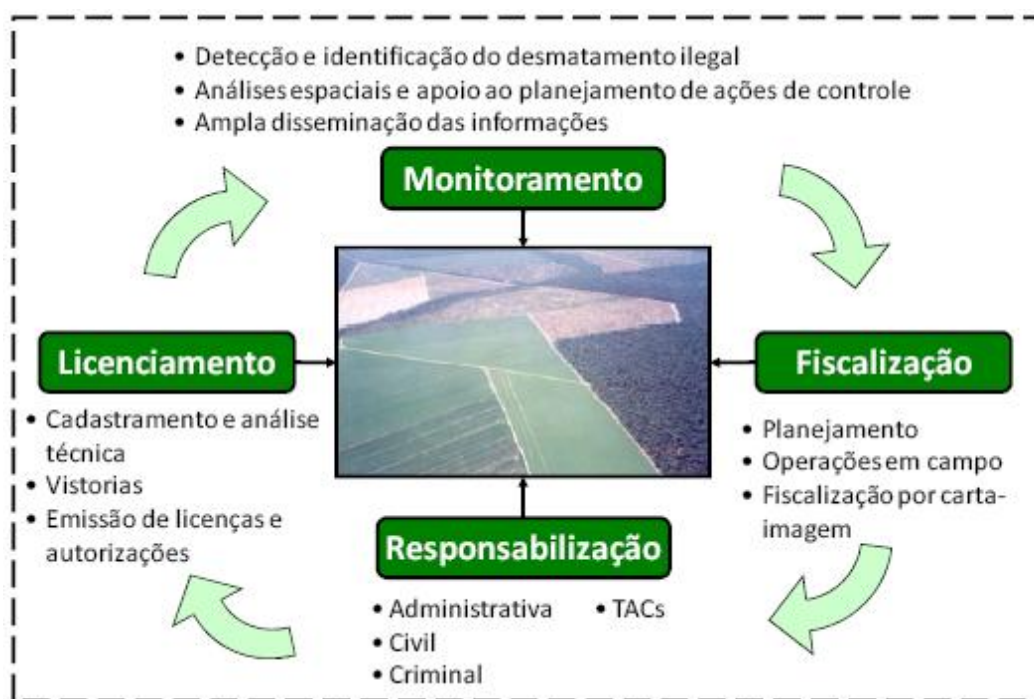 • Detecção e identificação do desmatamento ilegal
• Análises espaciais e apoio ao planejamento de ações de controle
• Ampla disseminação das informações
Monitoramento
Licenciamento
• Cadastramento e análise
técnica
• Vistorias
• Emissão de licenças e
autorizações
Fiscalização
• Planejamento
• Operações em campo
• Fiscalização por carta-
imagem
Responsabilização
• Administrativa • TACs
• Civil
• Criminal